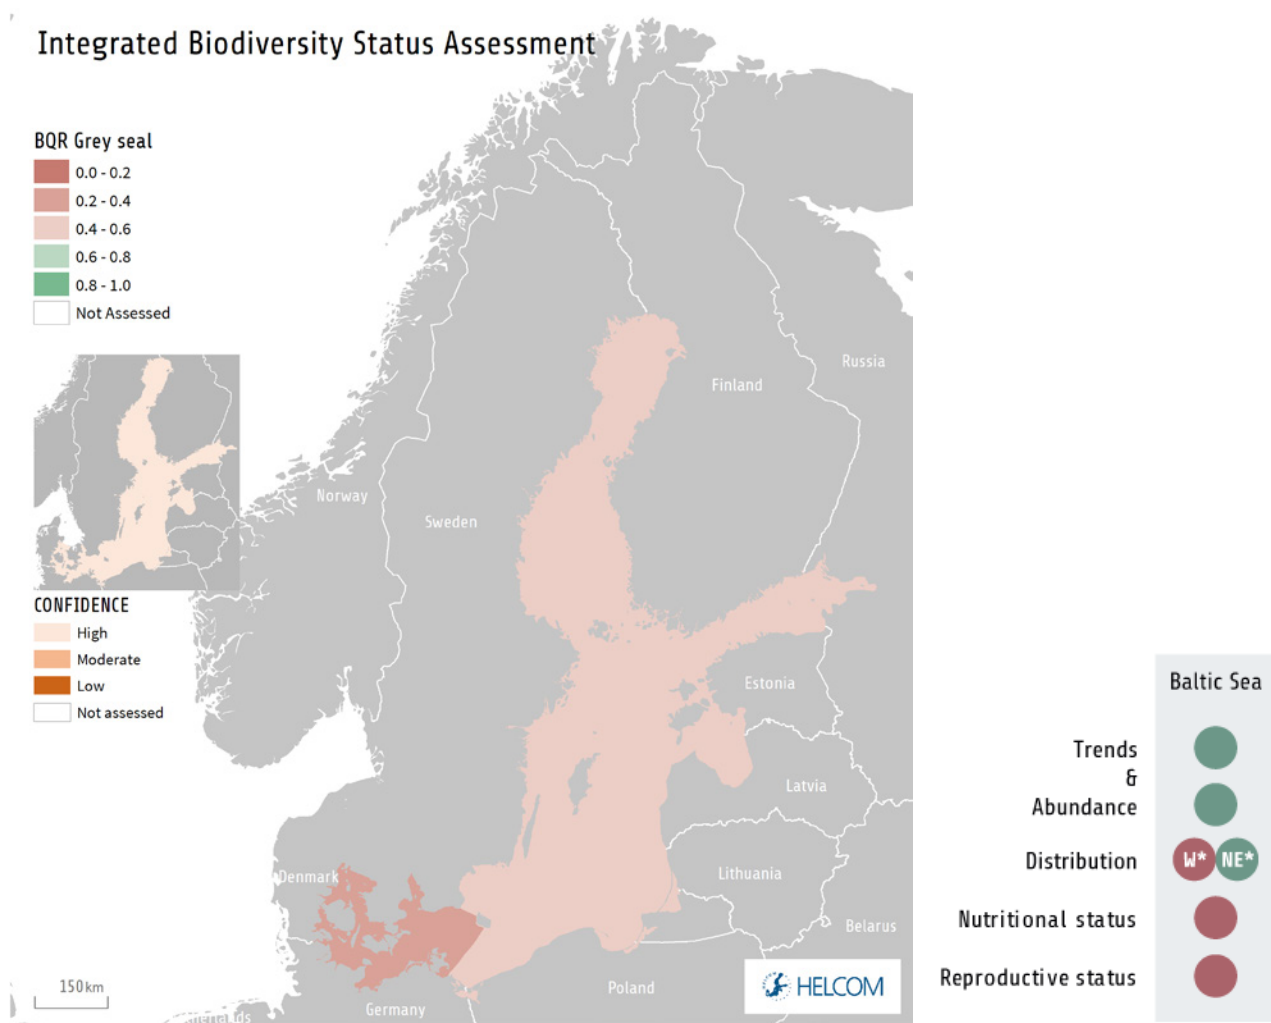 Integrated Biodiversity Status Assessment
BQR Grey seal
0.0 - 0.2
0.2 - 0.4
0.4 - 0.6
0.6 - 0.8
0.8 - 1.0
Not Assessed
CONFIDENCE
High
Moderate
Low
Not assessed
Norway
Sweden
Finland
Russia
Estonia
Latvia
Lithuania
Belarus
Denmark
Germany
Poland
150 km
HELCOM
Baltic Sea
Trends
&
Abundance
Distribution
W* NE*
Nutritional status
Reproductive status